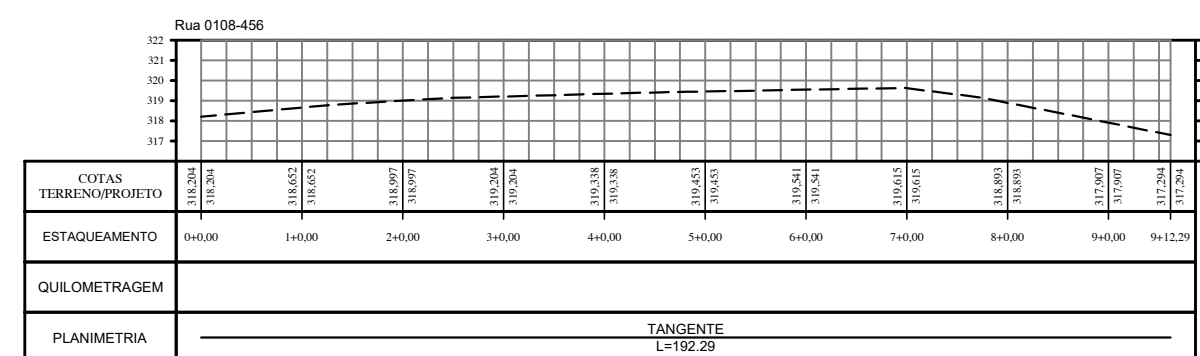 Rua 0108-456
322
321
320
319
318
317
COTAS
TERRENO/PROJETO
318,204 318,204 318,652 318,652 318,997 318,997 319,204 319,204 319,338 319,338 319,453 319,453 319,541 319,541 319,615 319,615 318,893 318,893 317,907 317,907 317,294 317,294
ESTAQUEAMENTO 0+0,00 1+0,00 2+0,00 3+0,00 4+0,00 5+0,00 6+0,00 7+0,00 8+0,00 9+0,00 9+12,29
QUILOMETRAGEM
PLANIMETRIA
TANGENTE
L=192.29